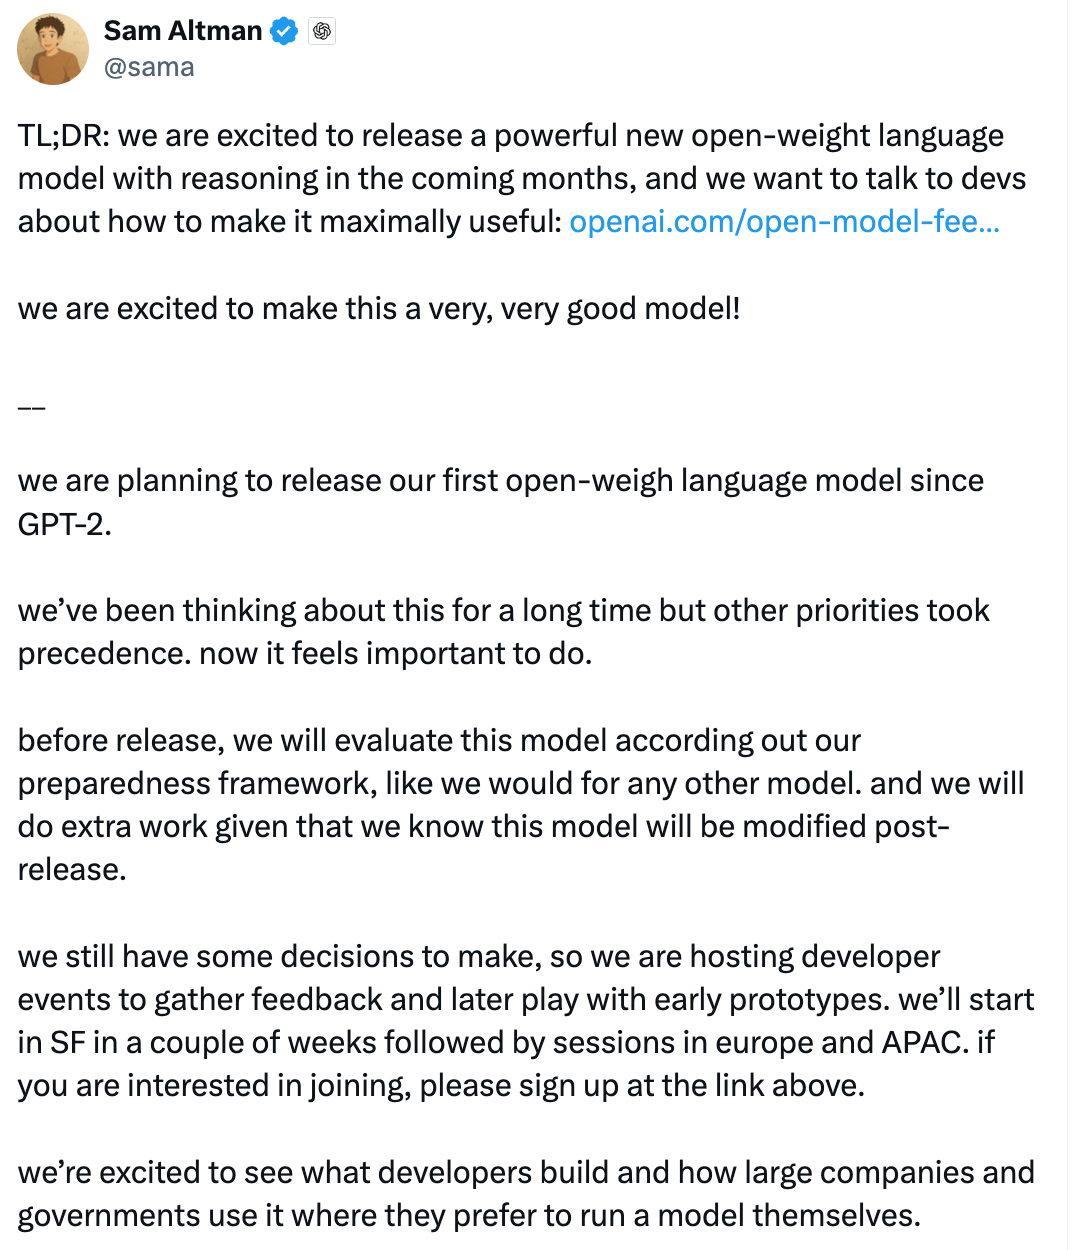 Sam Altman
@sama
TL;DR: we are excited to release a powerful new open-weight language
model with reasoning in the coming months, and we want to talk to devs
about how to make it maximally useful: openai.com/open-model-fee...
we are excited to make this a very, very good model!
__
we are planning to release our first open-weigh language model since
GPT-2.
we’ve been thinking about this for a long time but other priorities took
precedence. now it feels important to do.
before release, we will evaluate this model according out our
preparedness framework, like we would for any other model. and we will
do extra work given that we know this model will be modified post-
release.
we still have some decisions to make, so we are hosting developer
events to gather feedback and later play with early prototypes. we’ll start
in SF in a couple of weeks followed by sessions in europe and APAC. if
you are interested in joining, please sign up at the link above.
we’re excited to see what developers build and how large companies and
governments use it where they prefer to run a model themselves.